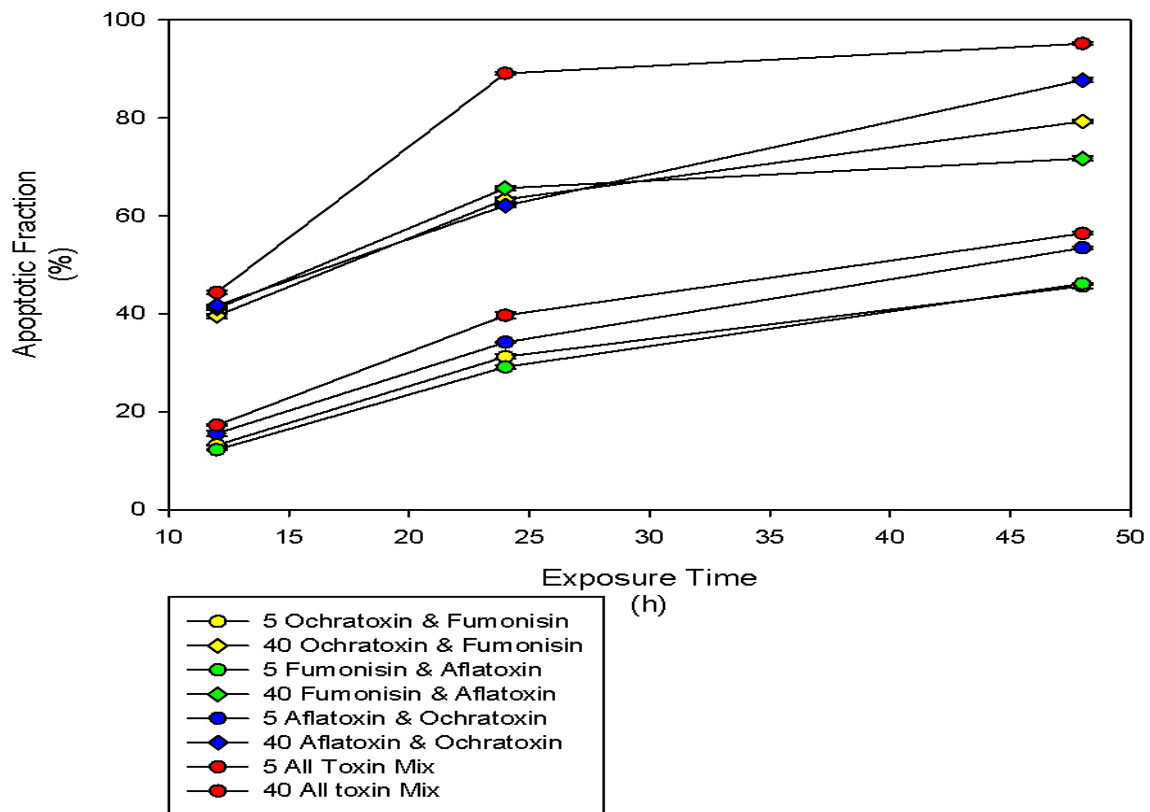 100
80
60
40
20
0
Apoptotic Fraction
(%)
10 15 20 25 30 35 40 45 50
Exposure Time
(h)
5 Ochratoxin & Fumonisin
40 Ochratoxin & Fumonisin
5 Fumonisin & Aflatoxin
40 Fumonisin & Aflatoxin
5 Aflatoxin & Ochratoxin
40 Aflatoxin & Ochratoxin
5 All Toxin Mix
40 All toxin Mix